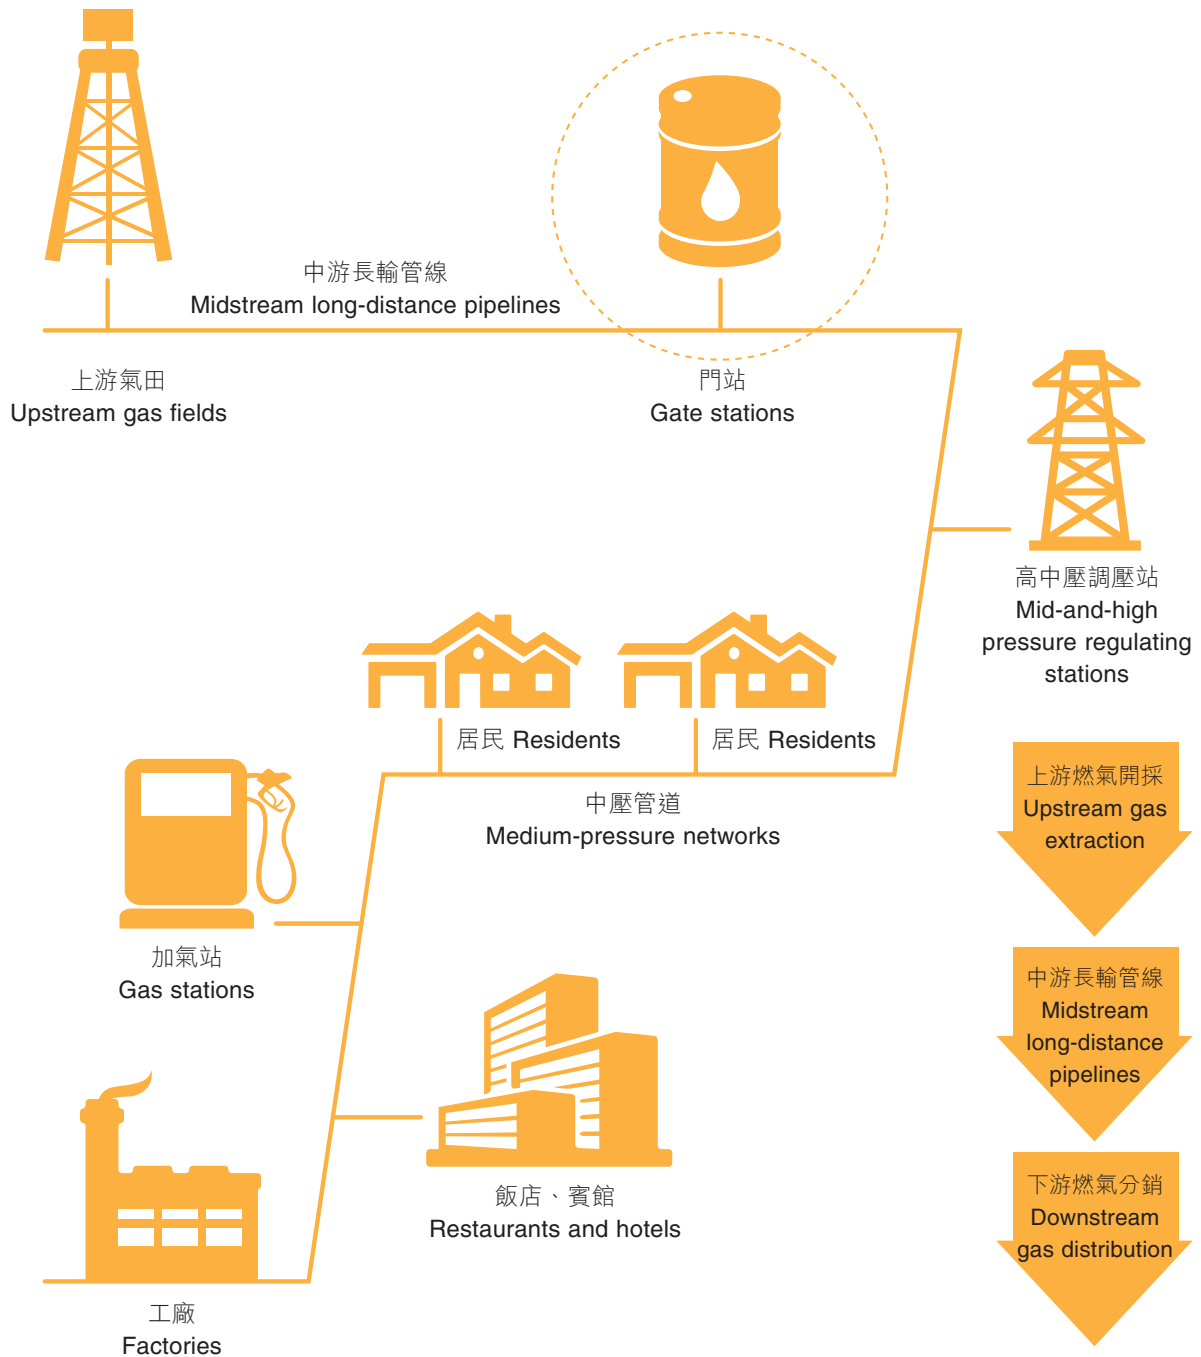 中游長輸管線
Midstream long-distance pipelines
上游氣田
Upstream gas fields
門站
Gate stations
高中壓調壓站
Mid-and-high
pressure regulating
stations
居民 Residents
居民 Residents
中壓管道
Medium-pressure networks
加氣站
Gas stations
飯店、賓館
Restaurants and hotels
工廠
Factories
上游燃氣開採
Upstream gas
extraction
中游長輸管線
Midstream
long-distance
pipelines
下游燃氣分銷
Downstream
gas distribution